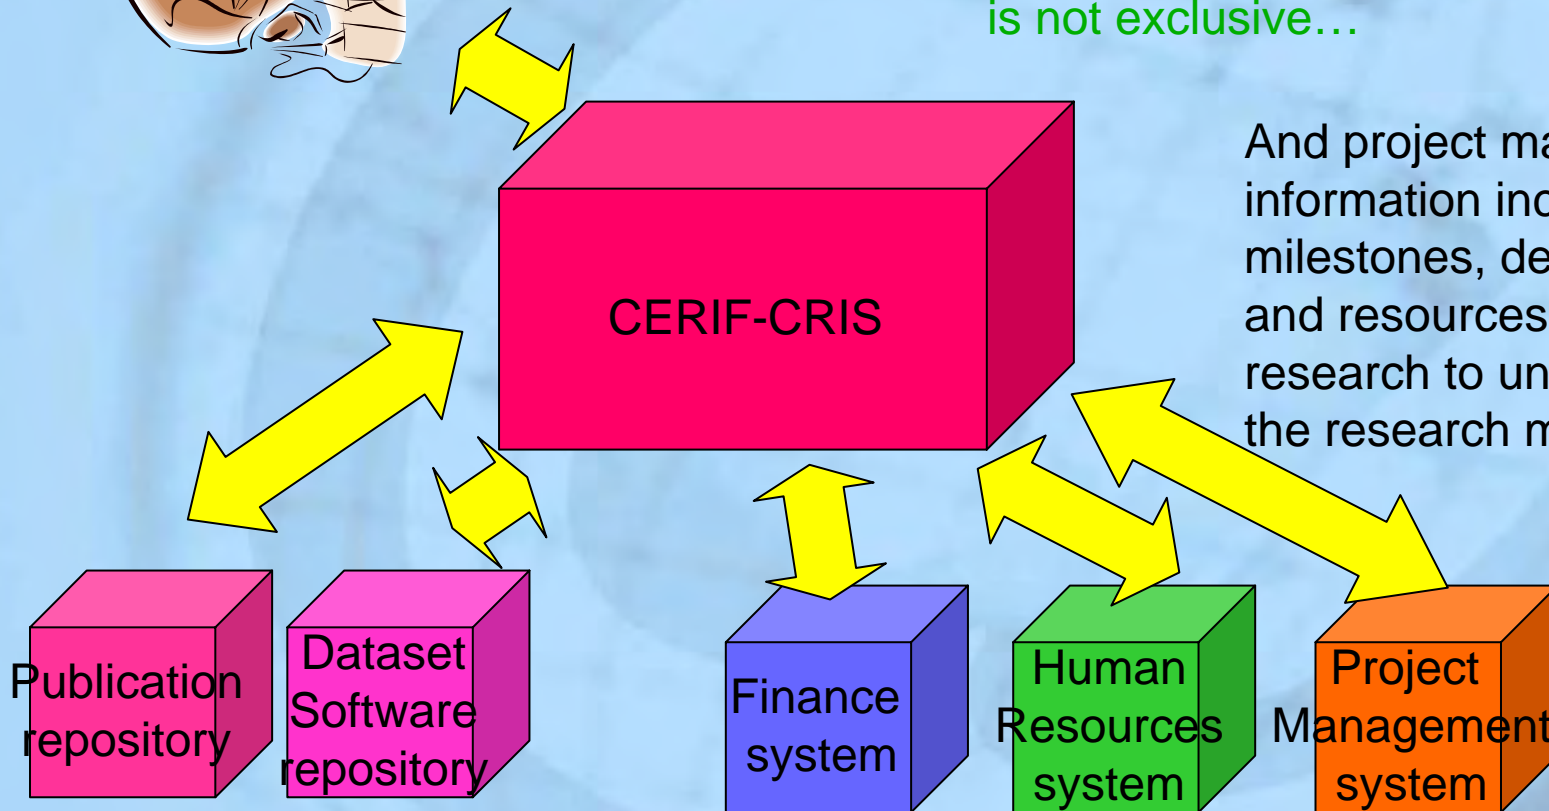 is not exclusive…
And project ma
information inc
milestones, de
and resources
research to un
the research m
CERIF-CRIS
Publication
repository
Dataset
Software
repository
Finance
system
Human
Resources
system
Project
Management
system